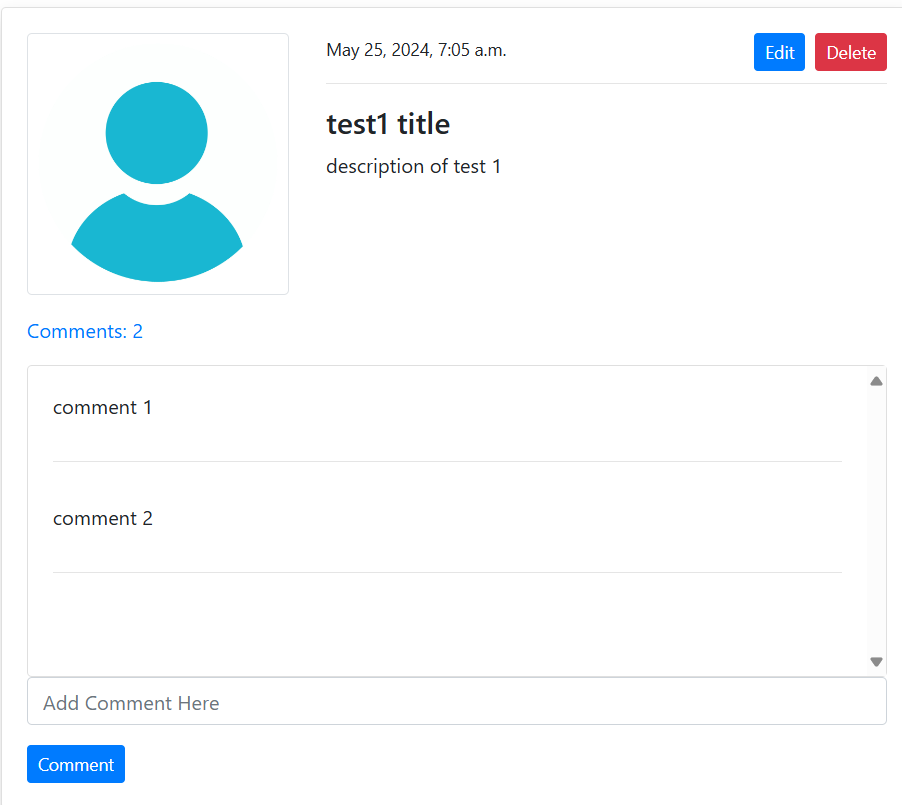 May 25, 2024, 7:05 a.m.
Edit
Delete
test1 title
description of test 1
Comments: 2
comment 1
comment 2
Add Comment Here
Comment